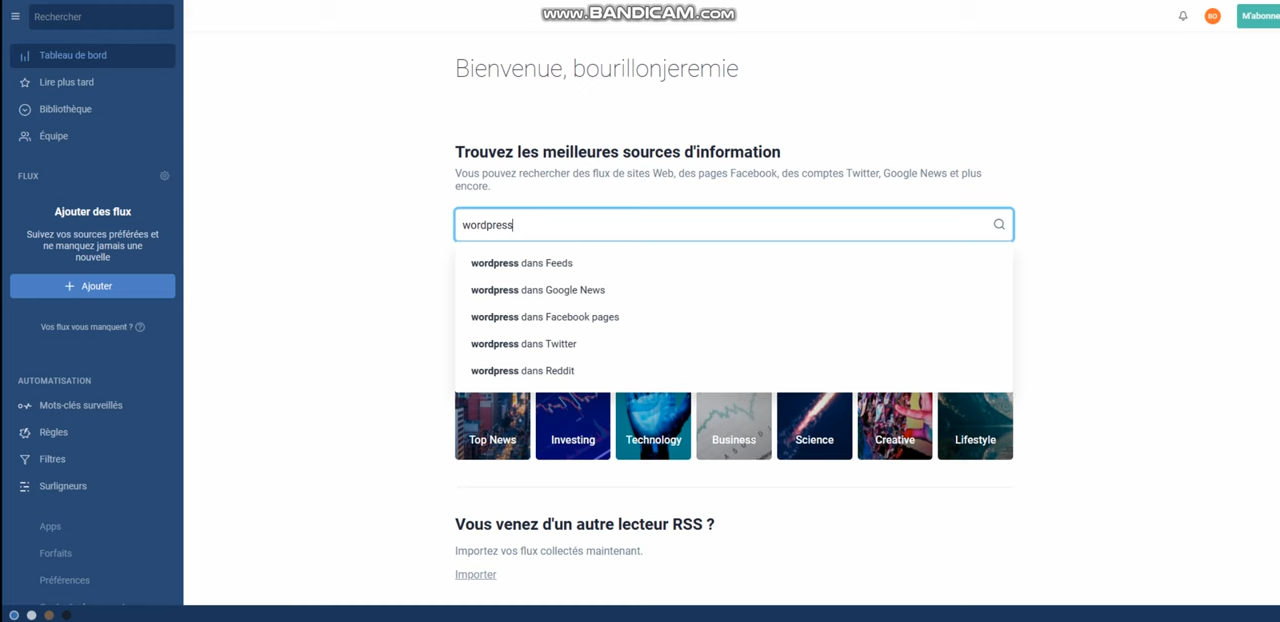 www.BANDICAM.com
Rechercher
BO
M'abonne
Tableau de bord
Lire plus tard
Bibliothèque
Équipe
FLUX
Ajouter des flux
Suivez vos sources préférées et
ne manquez jamais une
nouvelle
+ Ajouter
Vos flux vous manquent ? ?
AUTOMATISATION
Mots-clés surveillés
Règles
Filtres
Surligneurs
Apps
Forfaits
Préférences
Bienvenue, bourillonjeremie
Trouvez les meilleures sources d'information
Vous pouvez rechercher des flux de sites Web, des pages Facebook, des comptes Twitter, Google News et plus
encore.
wordpress
wordpress dans Feeds
wordpress dans Google News
wordpress dans Facebook pages
wordpress dans Twitter
wordpress dans Reddit
Top News
Investing
Technology
Business
Science
Creative
Lifestyle
Vous venez d'un autre lecteur RSS ?
Importez vos flux collectés maintenant.
Importer